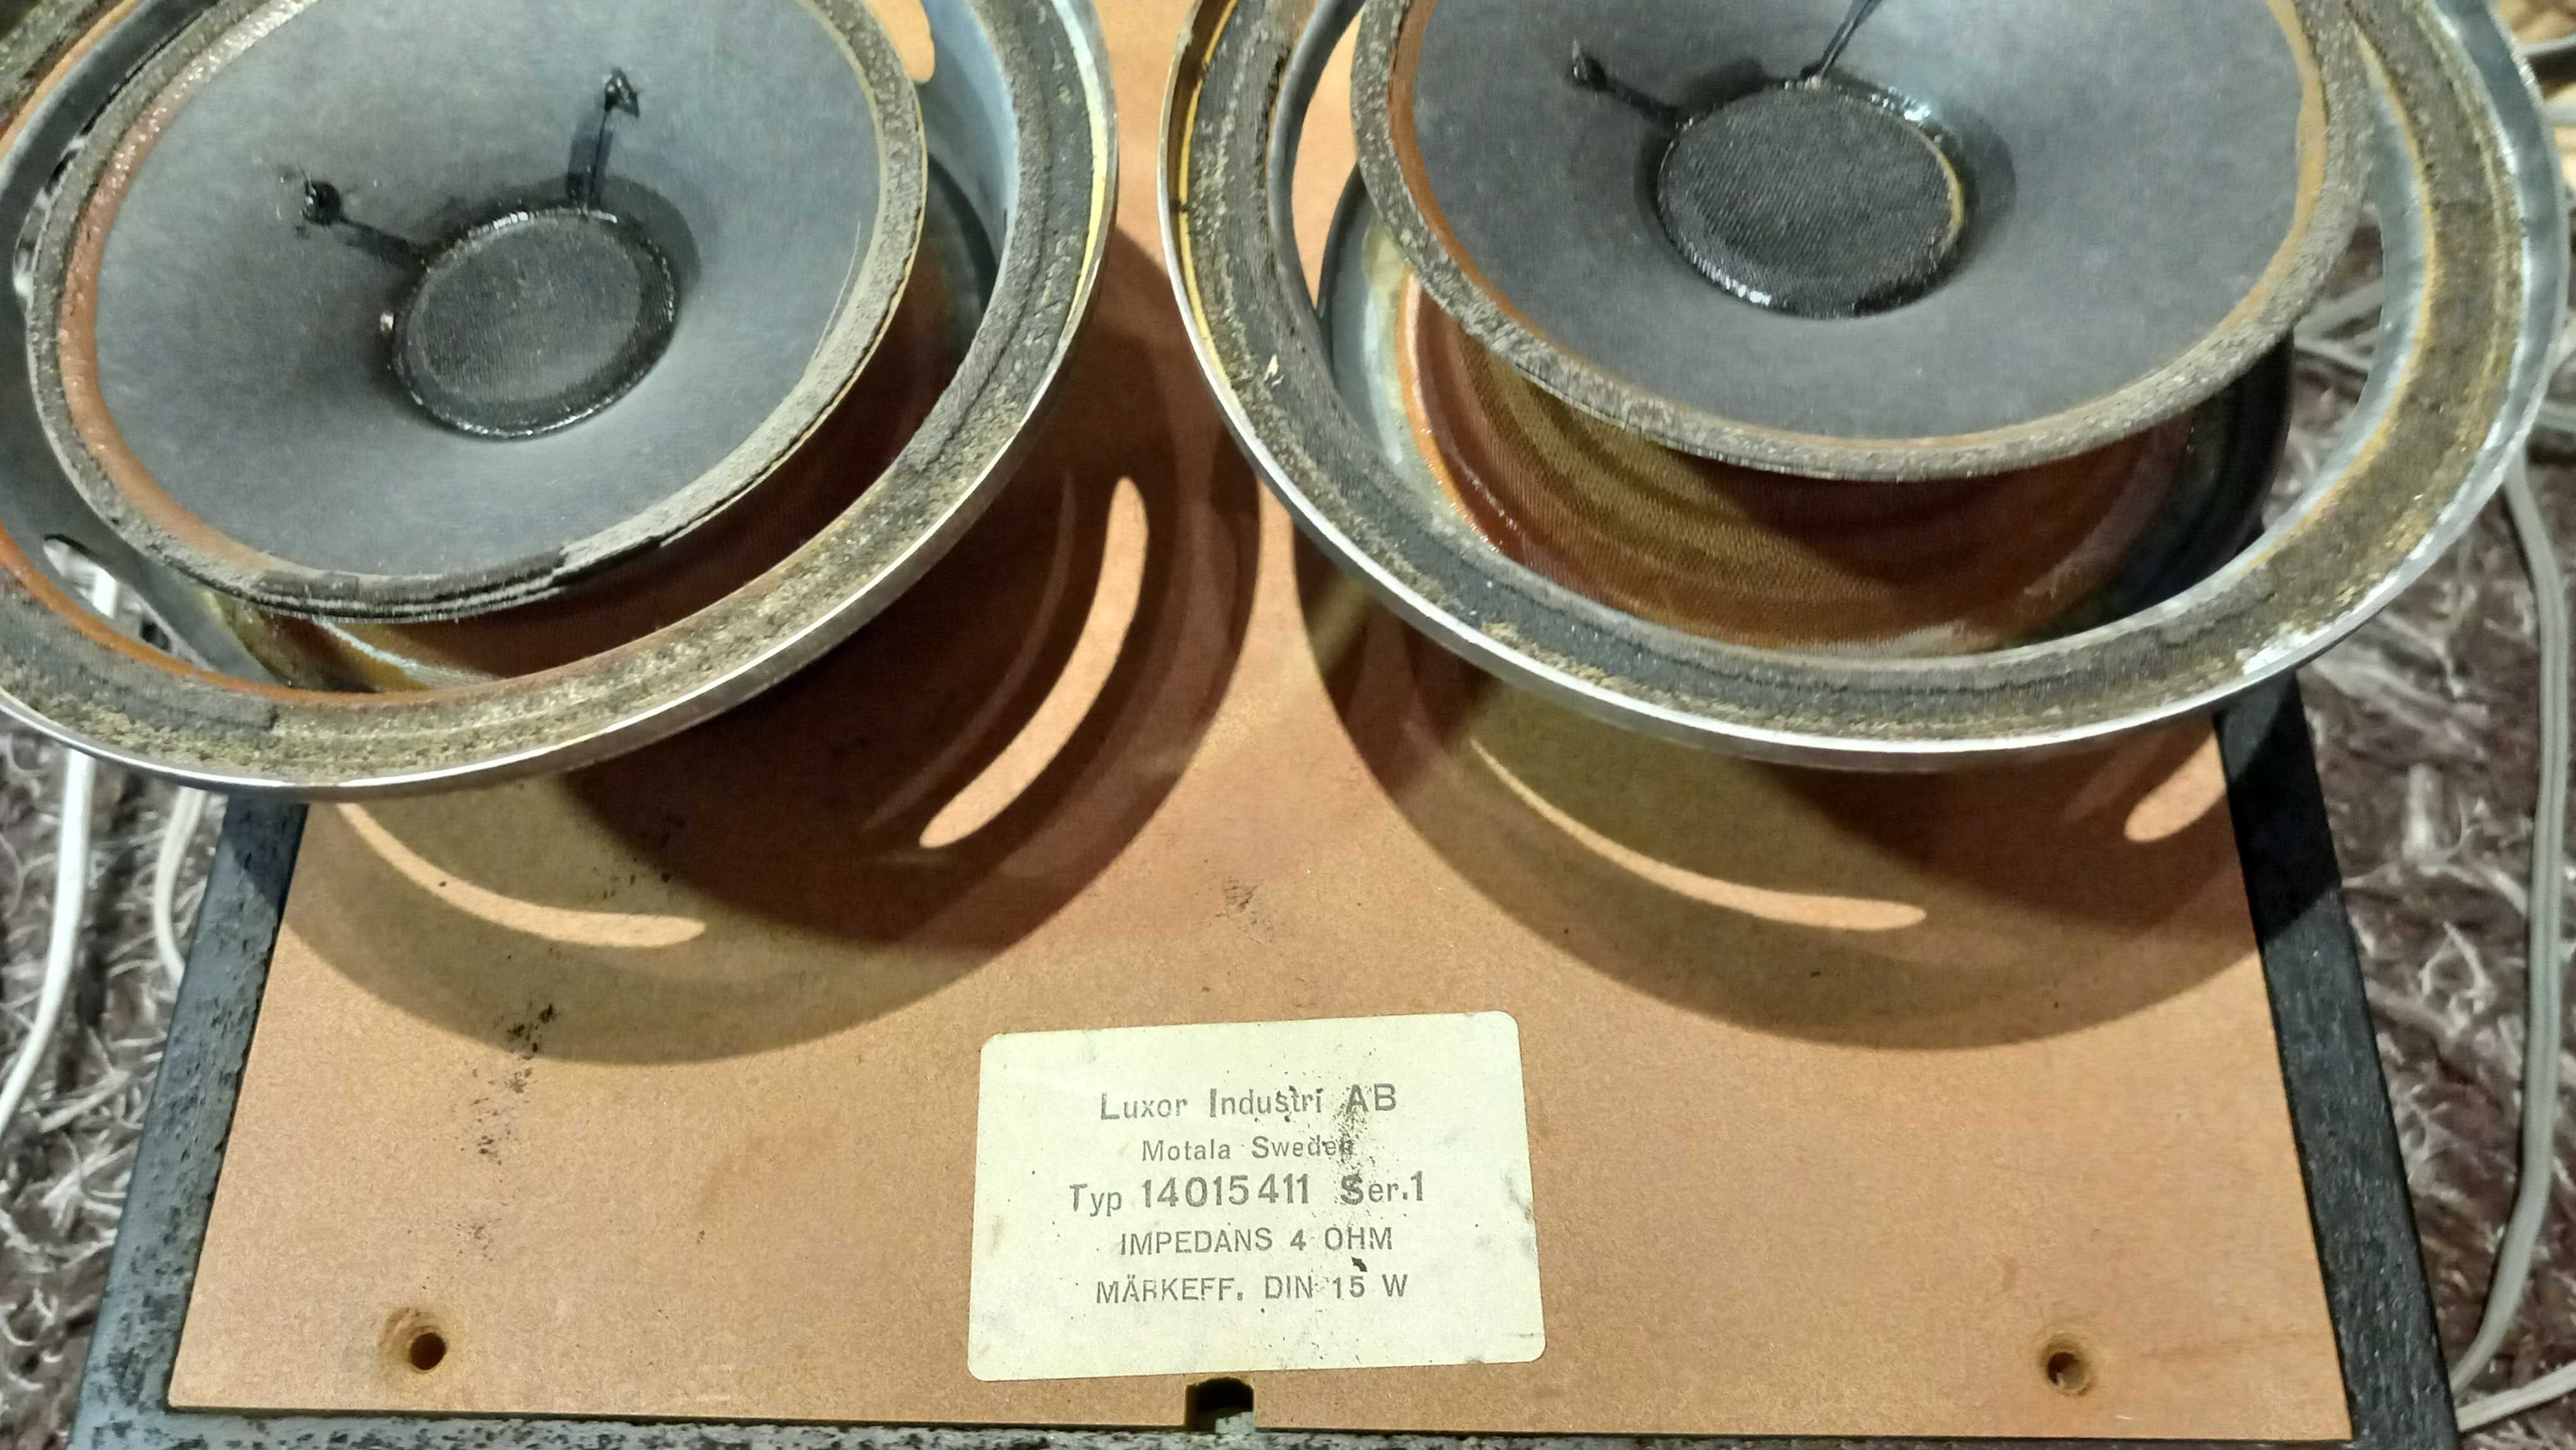 Luxor Industri AB
Motala Sweden
Typ 14015411 Ser.1
IMPEDANS 4 OHM
MÄRKEFF. DIN 15 W